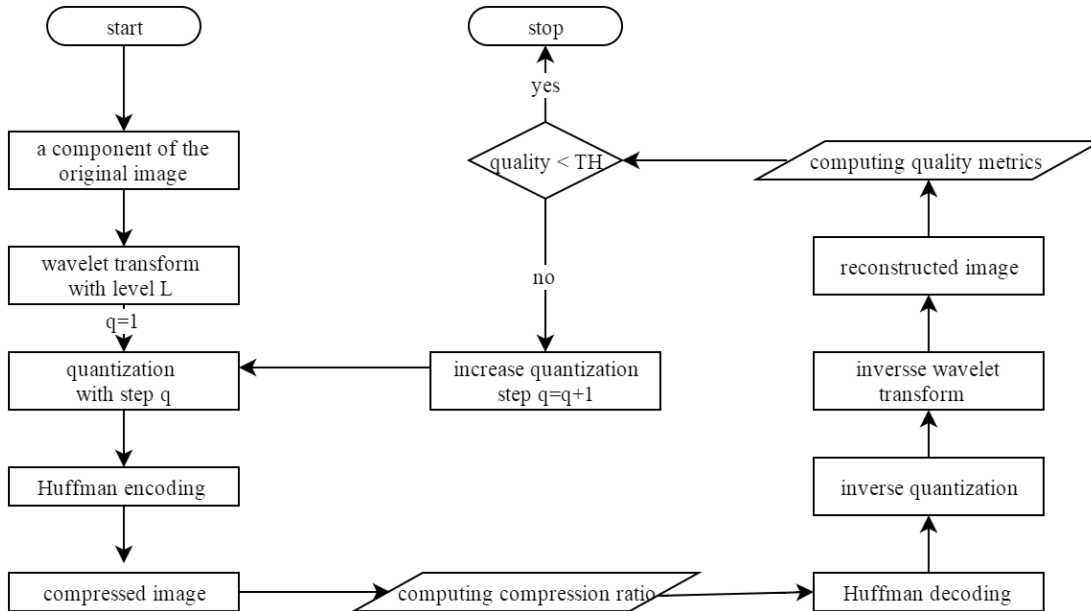 start
stop
yes
a component of the
original image
quality < TH
computing quality metrics
wavelet transform
with level L
no
reconstructed image
q=1
quantization
with step q
increase quantization
step q=q+1
inversse wavelet
transform
Huffman encoding
inverse quantization
compressed image
computing compression ratio
Huffman decoding